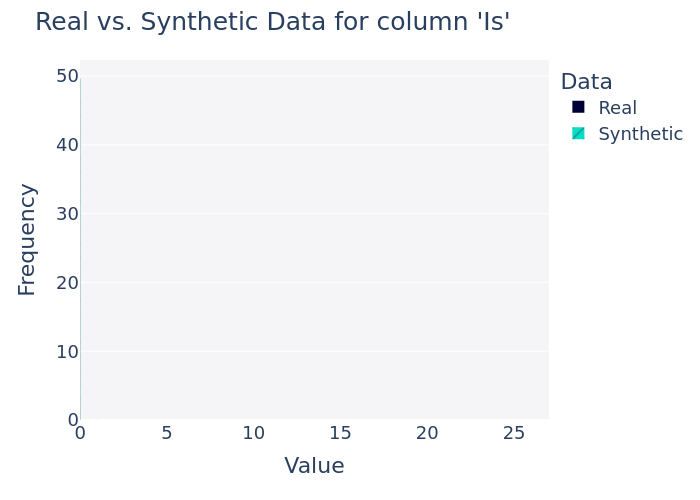 Real vs. Synthetic Data for column 'Is'
Data
Real
Synthetic
50
40
30
20
10
0
Frequency
0 5 10 15 20 25
Value